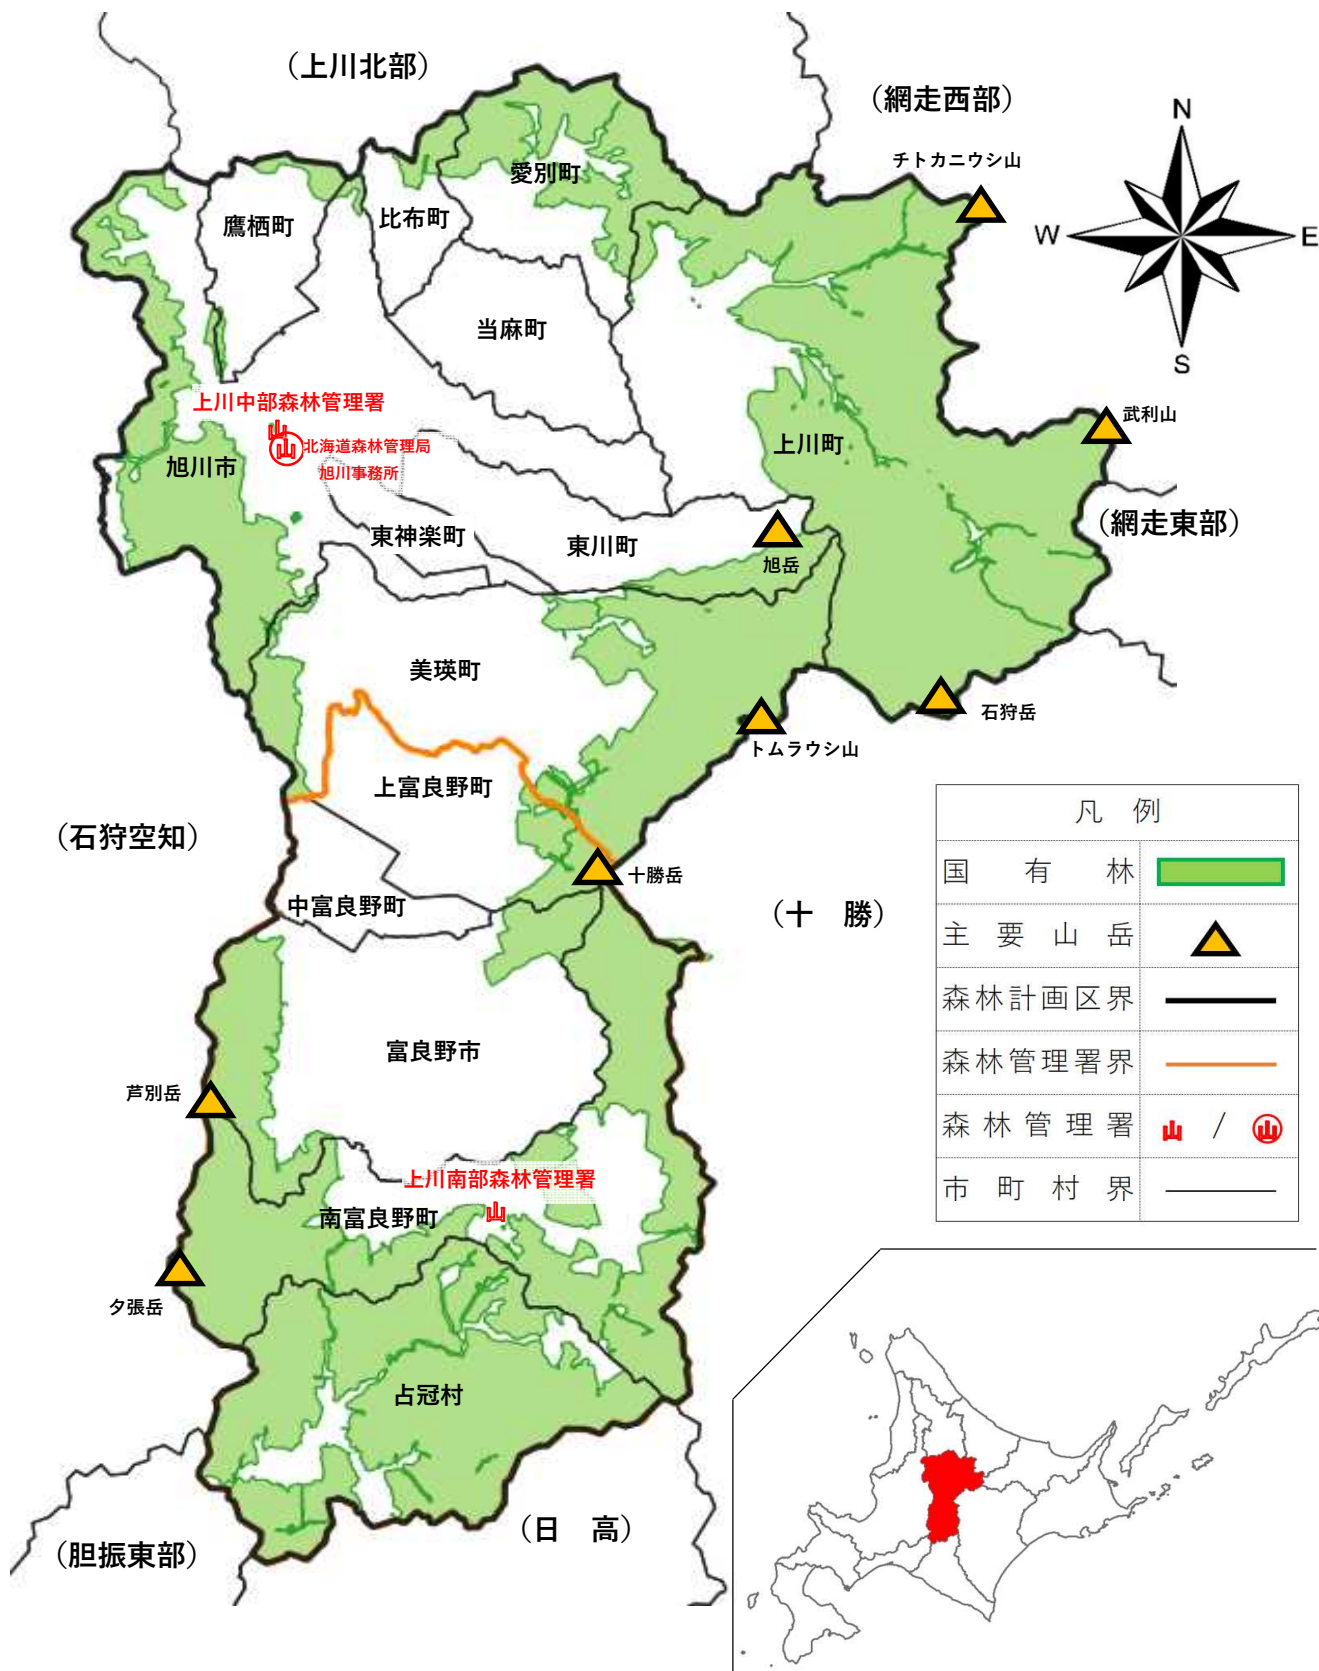 （上川北部）
（網走西部）
N
チトカニウシ山
愛別町
鷹栖町
比布町
W
E
当麻町
S
上川中部森林管理署
武利山
北海道森林管理局
旭川事務所
旭川市
上川町
東神楽町
東川町
（網走東部）
旭岳
美瑛町
石狩岳
トムラウシ山
上富良野町
（石狩空知）
十勝岳
中富良野町
（十　勝）
凡　例
国有林
主要山岳
森林計画区界
森林管理署界
森林管理署
山 / 山
市町村界
富良野市
芦別岳
上川南部森林管理署
南富良野町
夕張岳
占冠村
（日　高）
（胆振東部）